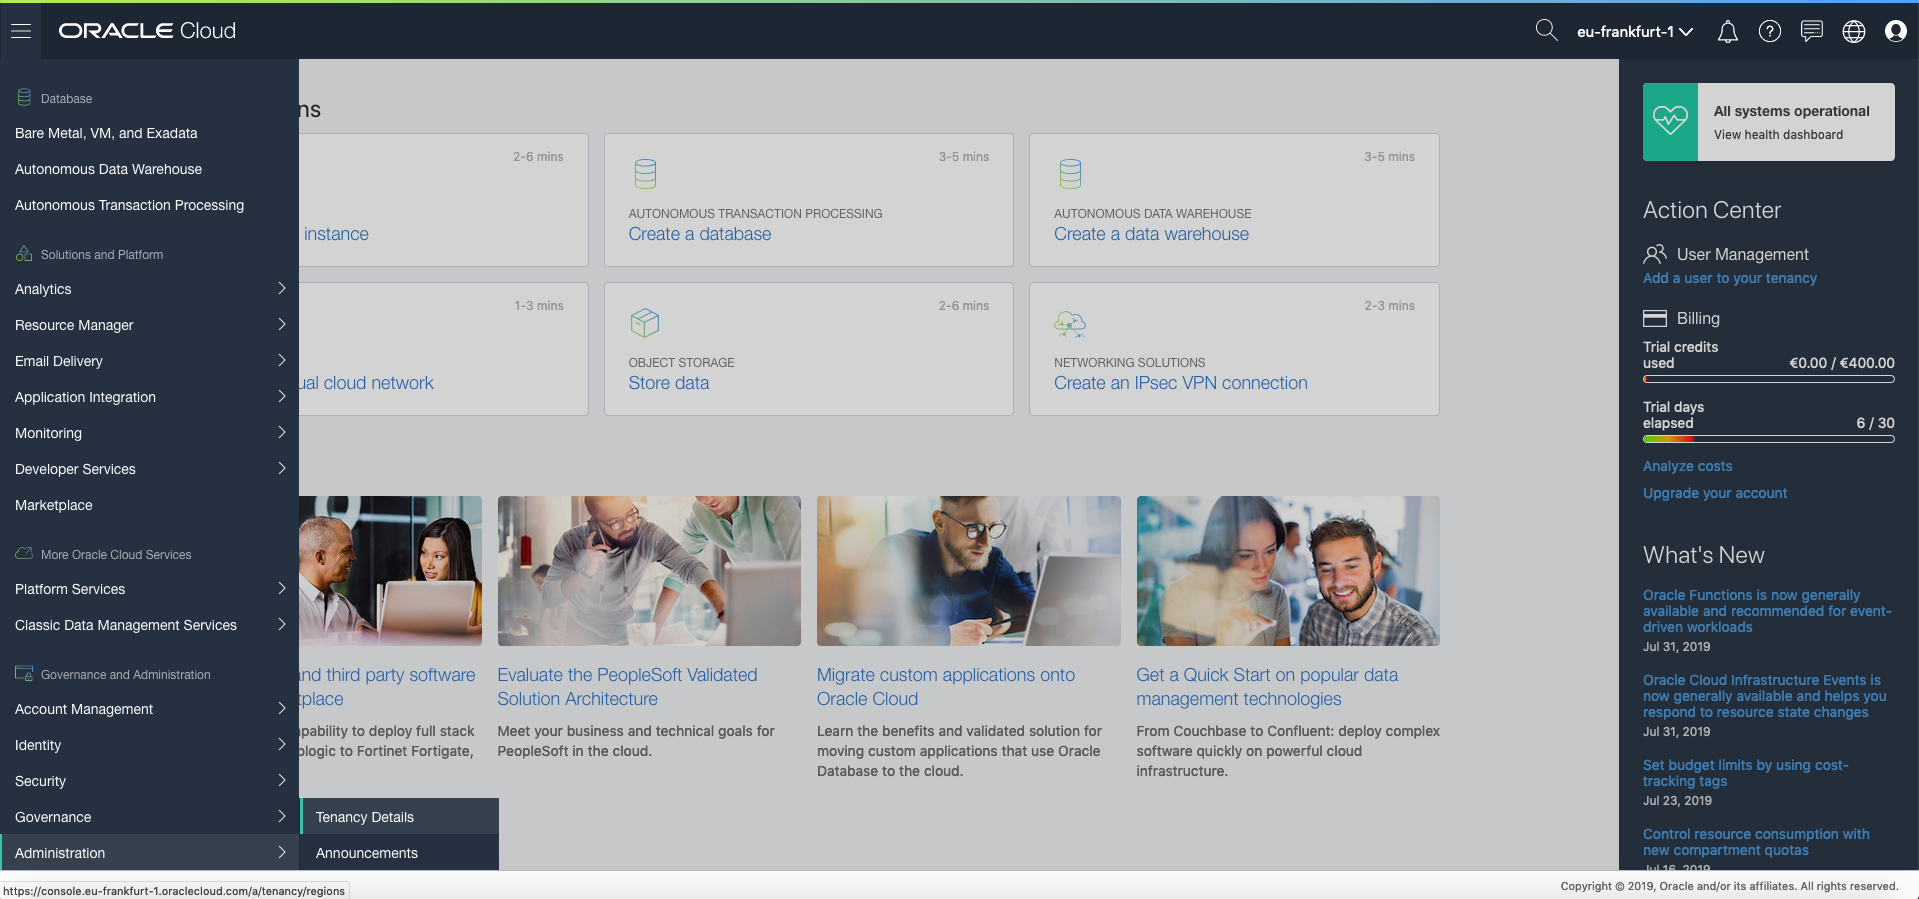 ORACLE Cloud
eu-frankfurt-1
Database
Bare Metal, VM, and Exadata
Autonomous Data Warehouse
Autonomous Transaction Processing
Solutions and Platform
Analytics
Resource Manager
Email Delivery
Application Integration
Monitoring
Developer Services
Marketplace
More Oracle Cloud Services
Platform Services
Classic Data Management Services
Governance and Administration
Account Management
Identity
Security
Governance
Administration
Tenancy Details
Announcements
ns
2-6 mins
instance
3-5 mins
AUTONOMOUS TRANSACTION PROCESSING
Create a database
3-5 mins
AUTONOMOUS DATA WAREHOUSE
Create a data warehouse
1-3 mins
ual cloud network
2-6 mins
OBJECT STORAGE
Store data
2-3 mins
NETWORKING SOLUTIONS
Create an IPsec VPN connection
nd third party software
tplace
pability to deploy full stack
ologic to Fortinet Fortigate,
Evaluate the PeopleSoft Validated
Solution Architecture
Meet your business and technical goals for
PeopleSoft in the cloud.
Migrate custom applications onto
Oracle Cloud
Learn the benefits and validated solution for
moving custom applications that use Oracle
Database to the cloud.
Get a Quick Start on popular data
management technologies
From Couchbase to Confluent: deploy complex
software quickly on powerful cloud
infrastructure.
All systems operational
View health dashboard
Action Center
User Management
Add a user to your tenancy
Billing
Trial credits
used €0.00 / €400.00
Trial days
elapsed 6 / 30
Analyze costs
Upgrade your account
What's New
Oracle Functions is now generally
available and recommended for event-
driven workloads
Jul 31, 2019
Oracle Cloud Infrastructure Events is
now generally available and helps you
respond to resource state changes
Jul 31, 2019
Set budget limits by using cost-
tracking tags
Jul 23, 2019
Control resource consumption with
new compartment quotas
Jul 16, 2019
https://console.eu-frankfurt-1.oraclecloud.com/a/tenancy/regions
Copyright © 2019, Oracle and/or its affiliates. All rights reserved.